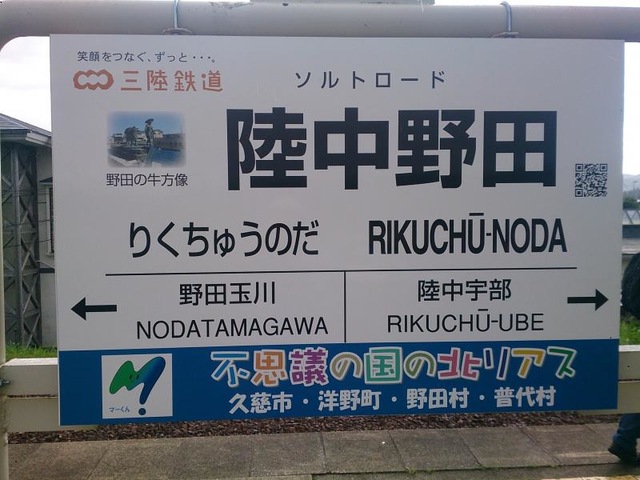 笑顔をつなぐ、ずっと・・・。
三陸鉄道
ソルトロード
陸中野田
野田の牛方像
りくちゅうのだ RIKUCHŪ-NODA
野田玉川
NODATAMAGAWA
陸中宇部
RIKUCHŪ-UBE
不思議の国の北リアス
マーくん
久慈市・洋野町・野田村・普代村